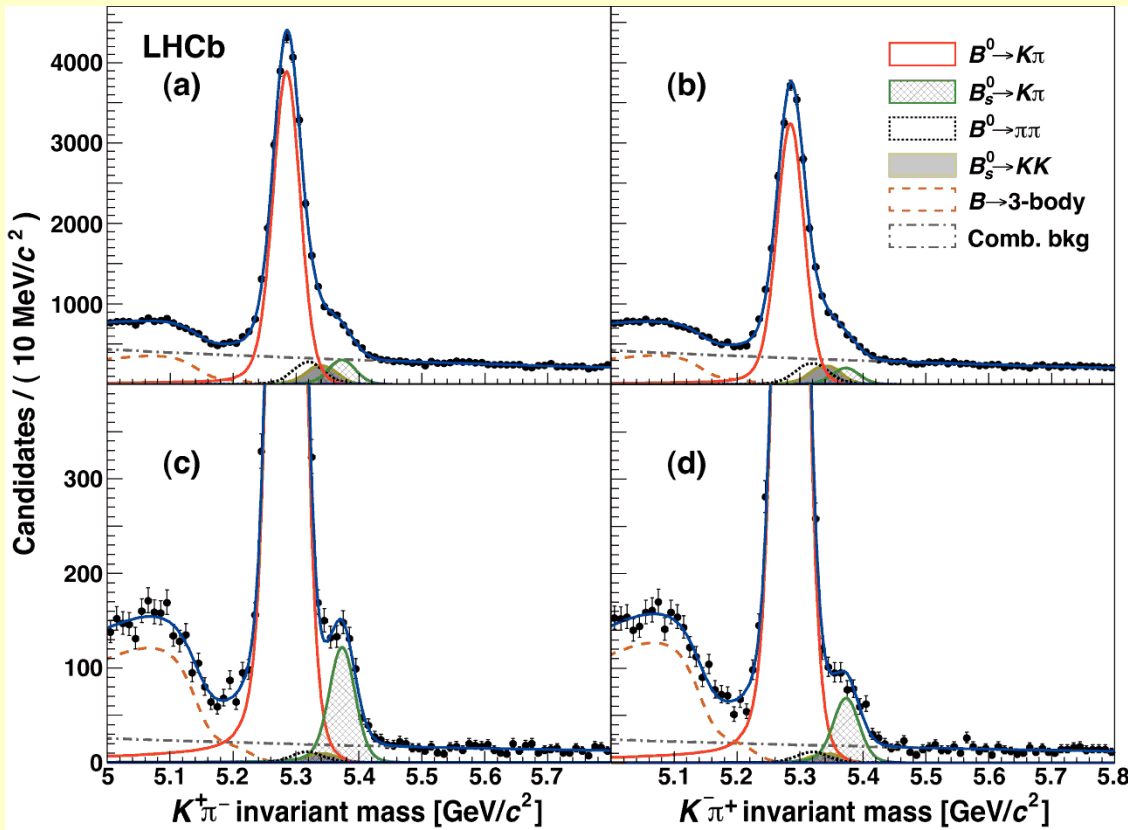 LHCb
(a)
(b)
B⁰→Kπ
B⁰ₛ→Kπ
B⁰→ππ
B⁰ₛ→KK
B→3-body
Comb. bkg
Candidates / ( 10 MeV/c² )
4000
3000
2000
1000
(c)
(d)
300
200
100
0
5 5.1 5.2 5.3 5.4 5.5 5.6 5.7
5.1 5.2 5.3 5.4 5.5 5.6 5.7 5.8
K⁺π⁻ invariant mass [GeV/c²]
K⁻π⁺ invariant mass [GeV/c²]